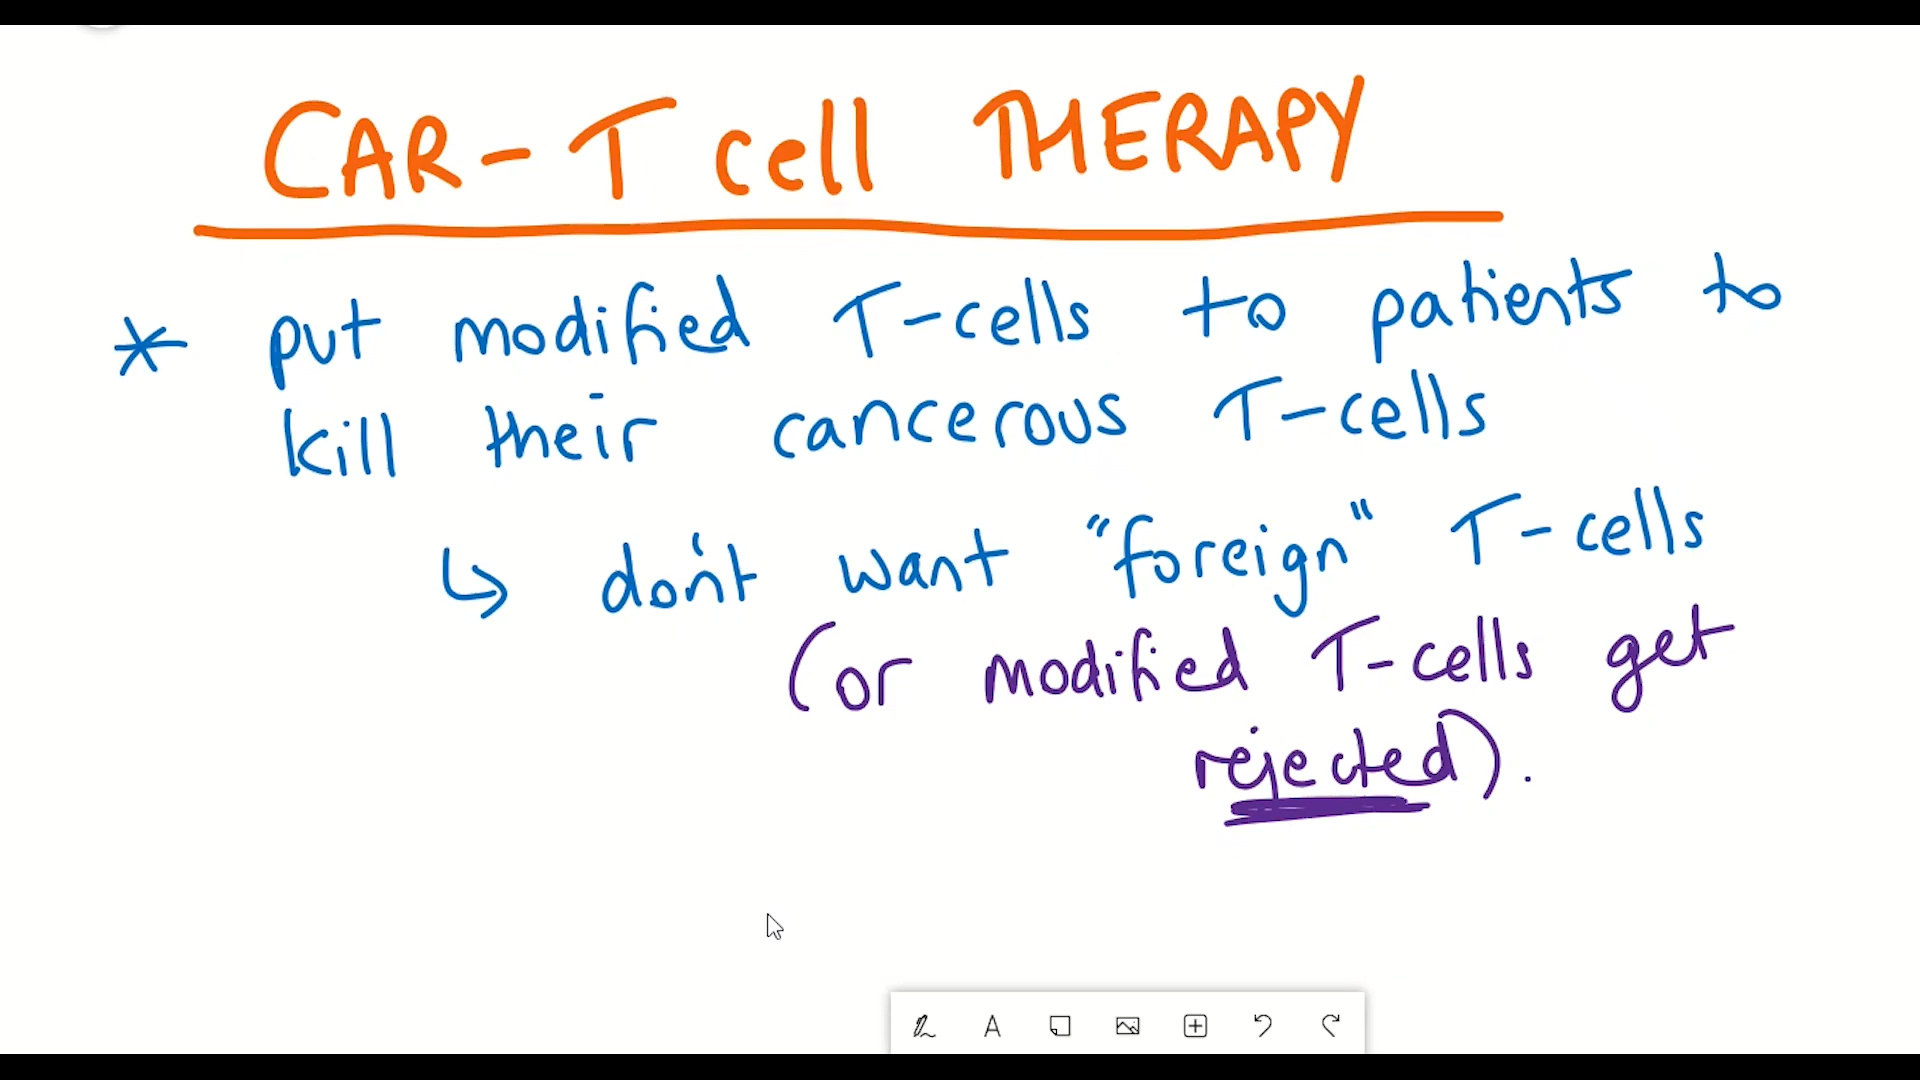 CAR-T cell THERAPY
* put modified T-cells to patients to
kill their cancerous T-cells
↳ don't want "foreign" T-cells
(or modified T-cells get
rejected).
A